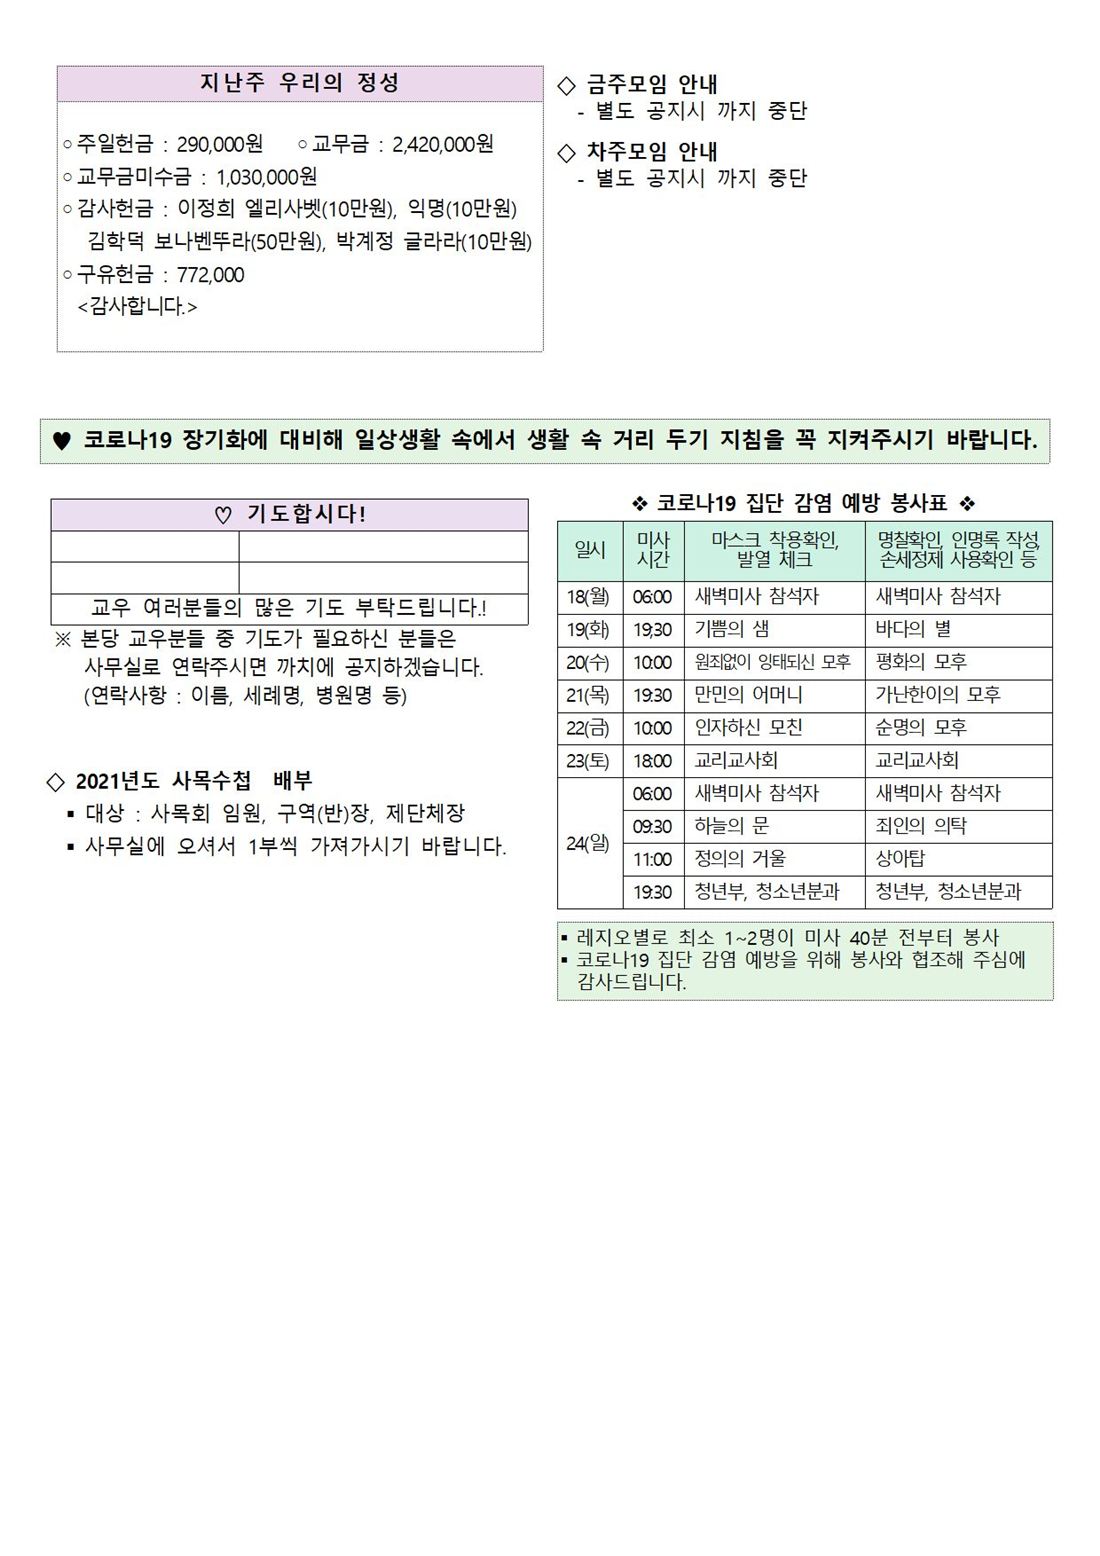 지난주 우리의 정성
○ 주일헌금 : 290,000원 ○ 교무금 : 2,420,000원
○ 교무금미수금 : 1,030,000원
○ 감사헌금 : 이정희 엘리사벳(10만원), 익명(10만원)
김학덕 보나벤뚜라(50만원), 박계정 글라라(10만원)
○ 구유헌금 : 772,000
<감사합니다.>
◇ 금주모임 안내
- 별도 공지시 까지 중단
◇ 차주모임 안내
- 별도 공지시 까지 중단
♥ 코로나19 장기화에 대비해 일상생활 속에서 생활 속 거리 두기 지침을 꼭 지켜주시기 바랍니다.
♡ 기도합시다!
교우 여러분들의 많은 기도 부탁드립니다.!
※ 본당 교우분들 중 기도가 필요하신 분들은
사무실로 연락주시면 까치에 공지하겠습니다.
(연락사항 : 이름, 세례명, 병원명 등)
◇ 2021년도 사목수첩 배부
▪ 대상 : 사목회 임원, 구역(반)장, 제단체장
▪ 사무실에 오셔서 1부씩 가져가시기 바랍니다.
❖ 코로나19 집단 감염 예방 봉사표 ❖
일시 미사 시간 마스크 착용확인, 발열 체크 명찰확인, 인명록 작성, 손세정제 사용확인 등
18(월) 06:00 새벽미사 참석자 새벽미사 참석자
19(화) 19:30 기쁨의 샘 바다의 별
20(수) 10:00 원죄없이 잉태되신 모후 평화의 모후
21(목) 19:30 만민의 어머니 가난한이의 모후
22(금) 10:00 인자하신 모친 순명의 모후
23(토) 18:00 교리교사회 교리교사회
24(일) 06:00 새벽미사 참석자 새벽미사 참석자
09:30 하늘의 문 죄인의 의탁
11:00 정의의 거울 상아탑
19:30 청년부, 청소년분과 청년부, 청소년분과
▪ 레지오별로 최소 1~2명이 미사 40분 전부터 봉사
▪ 코로나19 집단 감염 예방을 위해 봉사와 협조해 주심에
감사드립니다.